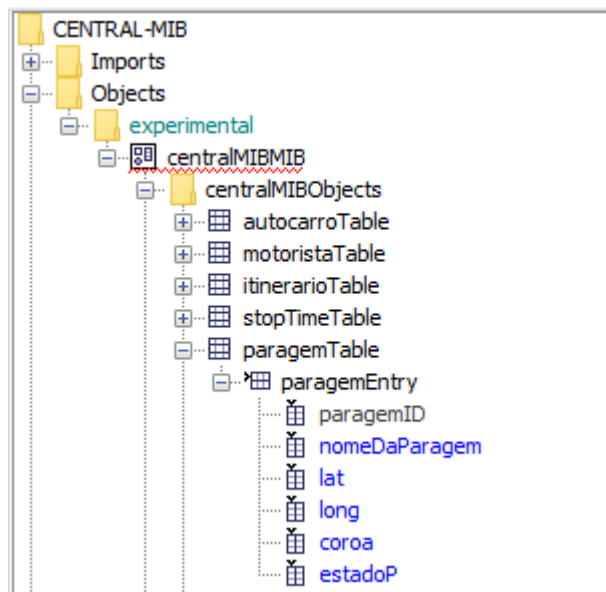 CENTRAL-MIB
Imports
Objects
experimental
centralMIBMIB
centralMIBObjects
autocarroTable
motoristaTable
itinerarioTable
stopTimeTable
paragemTable
paragemEntry
paragemID
nomeDaParagem
lat
long
coroa
estadoP